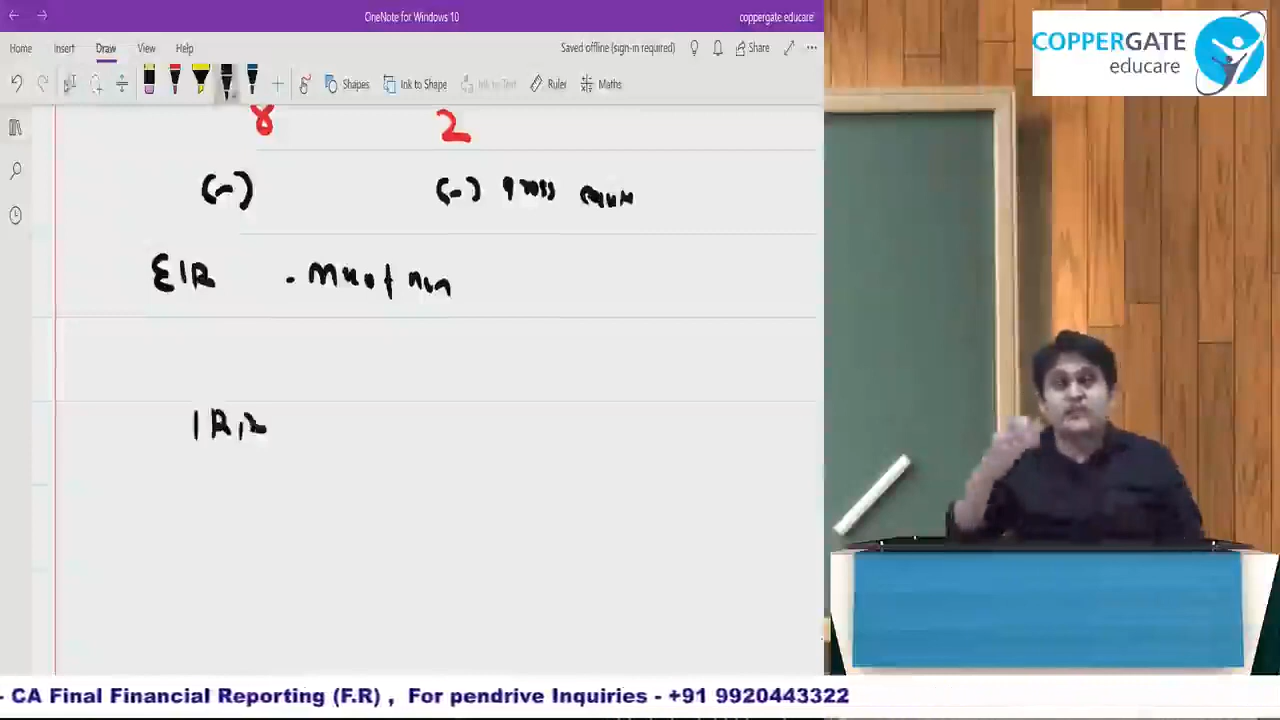 OneNote for Windows 10
coppergate educare
Home Insert Draw View Help
Saved offline (sign-in required)
Share
Shapes
Ink to Shape
Ink to Text
Ruler
Maths
COPPERGATE
educare
8 2
(-) (-) gross
EIR
IRR
- CA Final Financial Reporting (F.R) , For pendrive Inquiries - +91 9920443322